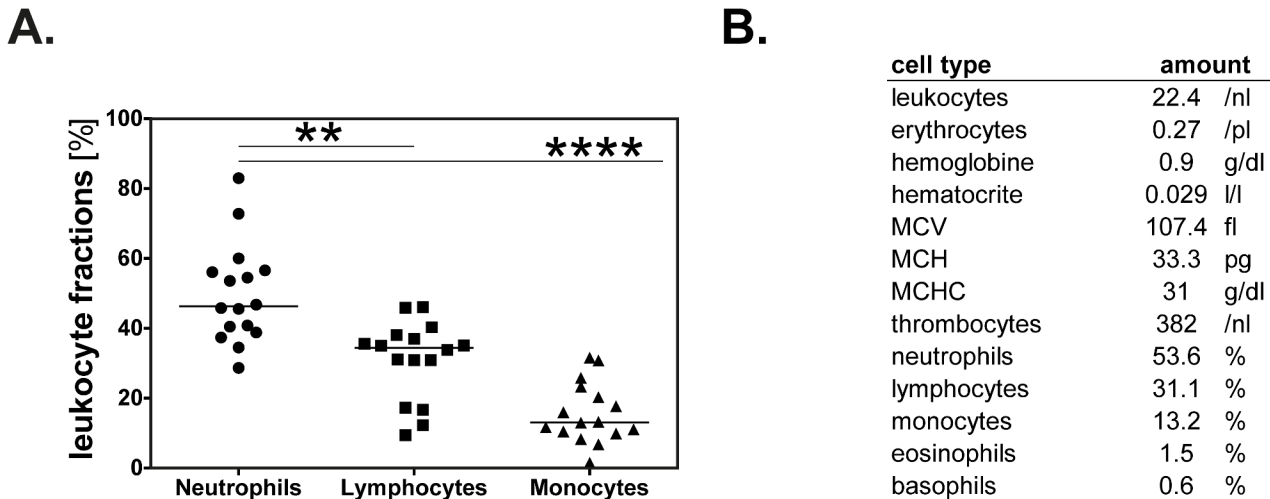 A.
leukocyte fractions [%]
100
80
60
40
20
0
**
****
Neutrophils Lymphocytes Monocytes
B.
cell type amount
leukocytes 22.4 /nl
erythrocytes 0.27 /pl
hemoglobine 0.9 g/dl
hematocrite 0.029 l/l
MCV 107.4 fl
MCH 33.3 pg
MCHC 31 g/dl
thrombocytes 382 /nl
neutrophils 53.6 %
lymphocytes 31.1 %
monocytes 13.2 %
eosinophils 1.5 %
basophils 0.6 %